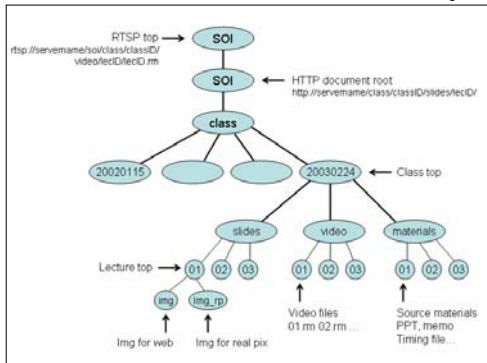 RTSP top
SOI
rtsp://servername/soi/class/classID/
video/lecID/lecID.rm
SOI
HTTP document root
http://servername/class/classID/slides/lecID/
class
20020115
20030224
Class top
slides
video
materials
Lecture top
01
02
03
01
02
03
01
02
03
img
Img_rp
Video files
01.rm 02.rm ...
Source materials
PPT, memo
Timing file...
Img for web
Img for real pix